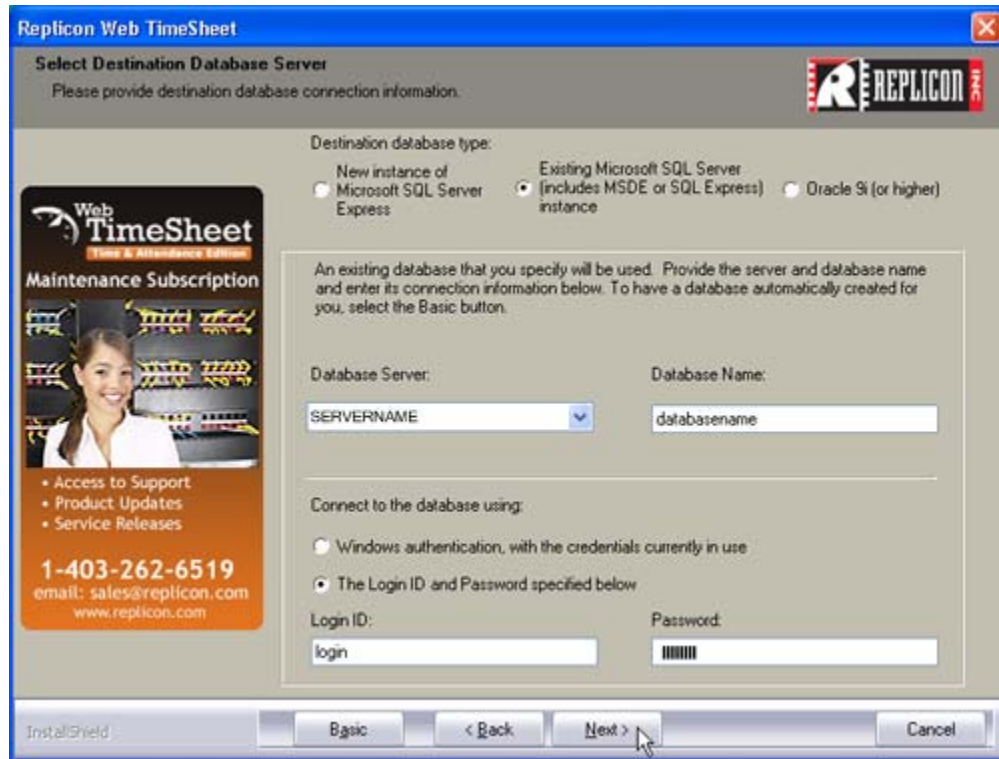 Replicon Web TimeSheet
Select Destination Database Server
Please provide destination database connection information.
REPLICON INC
Destination database type:
New instance of
Microsoft SQL Server
Express
Existing Microsoft SQL Server
(includes MSDE or SQL Express)
instance
Oracle 9i (or higher)
Web
TimeSheet
Time & Attendance Edition
Maintenance Subscription
• Access to Support
• Product Updates
• Service Releases
1-403-262-6519
email: sales@replicon.com
www.replicon.com
An existing database that you specify will be used. Provide the server and database name
and enter its connection information below. To have a database automatically created for
you, select the Basic button.
Database Server:
Database Name:
SERVERNAME
databasename
Connect to the database using:
Windows authentication, with the credentials currently in use
The Login ID and Password specified below
Login ID:
Password:
login
InstallShield
Basic
< Back
Next >
Cancel